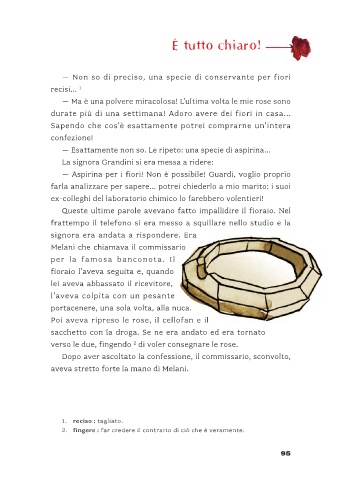 È tutto chiaro!
— Non so di preciso, una specie di conservante per fiori
recisi... ¹
— Ma è una polvere miracolosa! L'ultima volta le mie rose sono
durate più di una settimana! Adoro avere dei fiori in casa...
Sapendo che cos'è esattamente potrei comprarne un'intera
confezione!
— Esattamente non so. Le ripeto: una specie di aspirina...
La signora Grandini si era messa a ridere:
— Aspirina per i fiori! Non è possibile! Guardi, voglio proprio
farla analizzare per sapere... potrei chiederlo a mio marito: i suoi
ex-colleghi del laboratorio chimico lo farebbero volentieri!
Queste ultime parole avevano fatto impallidire il fioraio. Nel
frattempo il telefono si era messo a squillare nello studio e la
signora era andata a rispondere. Era
Melani che chiamava il commissario
per la famosa banconota. Il
fioraio l'aveva seguita e, quando
lei aveva abbassato il ricevitore,
l'aveva colpita con un pesante
portacenere, una sola volta, alla nuca.
Poi aveva ripreso le rose, il cellofan e il
sacchetto con la droga. Se ne era andato ed era tornato
verso le due, fingendo ² di voler consegnare le rose.
Dopo aver ascoltato la confessione, il commissario, sconvolto,
aveva stretto forte la mano di Melani.
1. reciso : tagliato.
2. fingere : far credere il contrario di ciò che è veramente.
95